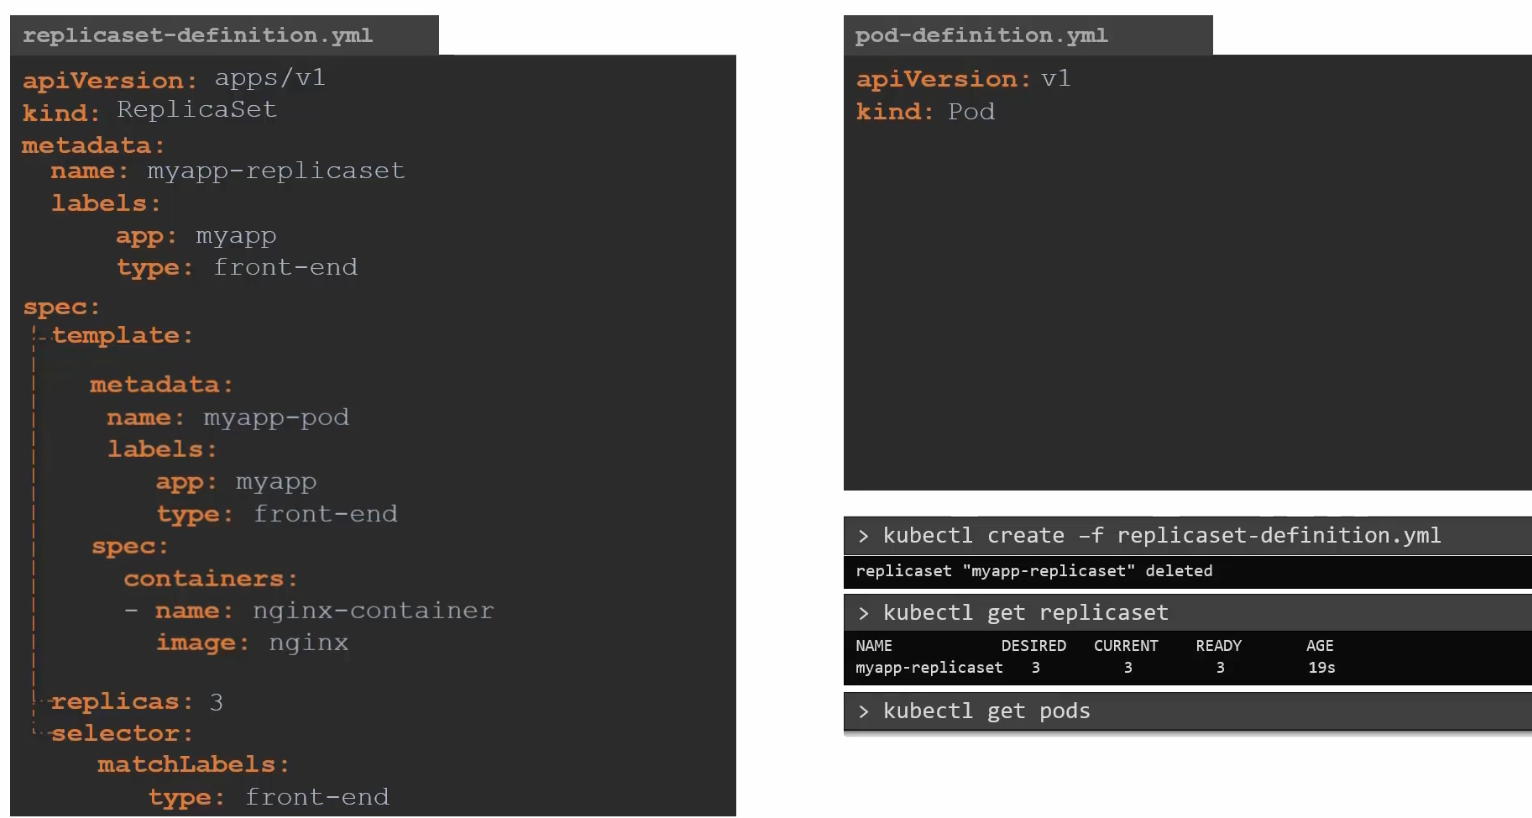 replicaset-definition.yml
apiVersion: apps/v1
kind: ReplicaSet
metadata:
name: myapp-replicaset
labels:
app: myapp
type: front-end
spec:
template:
metadata:
name: myapp-pod
labels:
app: myapp
type: front-end
spec:
containers:
- name: nginx-container
image: nginx
replicas: 3
selector:
matchLabels:
type: front-end
pod-definition.yml
apiVersion: v1
kind: Pod
> kubectl create –f replicaset-definition.yml
replicaset "myapp-replicaset" deleted
> kubectl get replicaset
NAME DESIRED CURRENT READY AGE
myapp-replicaset 3 3 3 19s
> kubectl get pods